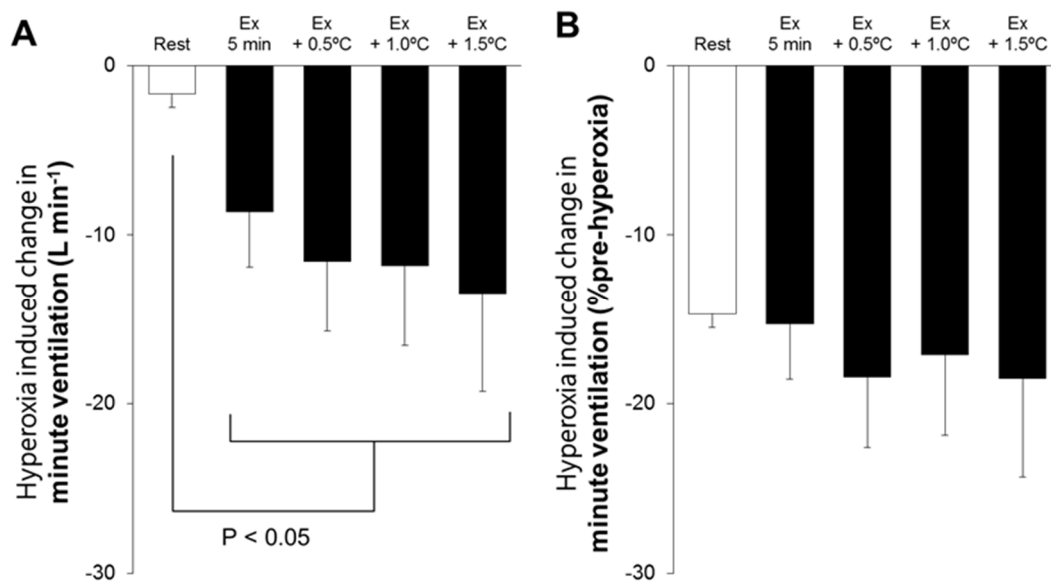 A
Rest
Ex
5 min
Ex
+ 0.5ºC
Ex
+ 1.0ºC
Ex
+ 1.5ºC
0
-10
-20
-30
Hyperoxia induced change in
minute ventilation (L min⁻¹)
P < 0.05
B
Rest
Ex
5 min
Ex
+ 0.5ºC
Ex
+ 1.0ºC
Ex
+ 1.5ºC
0
-10
-20
-30
Hyperoxia induced change in
minute ventilation (%pre-hyperoxia)